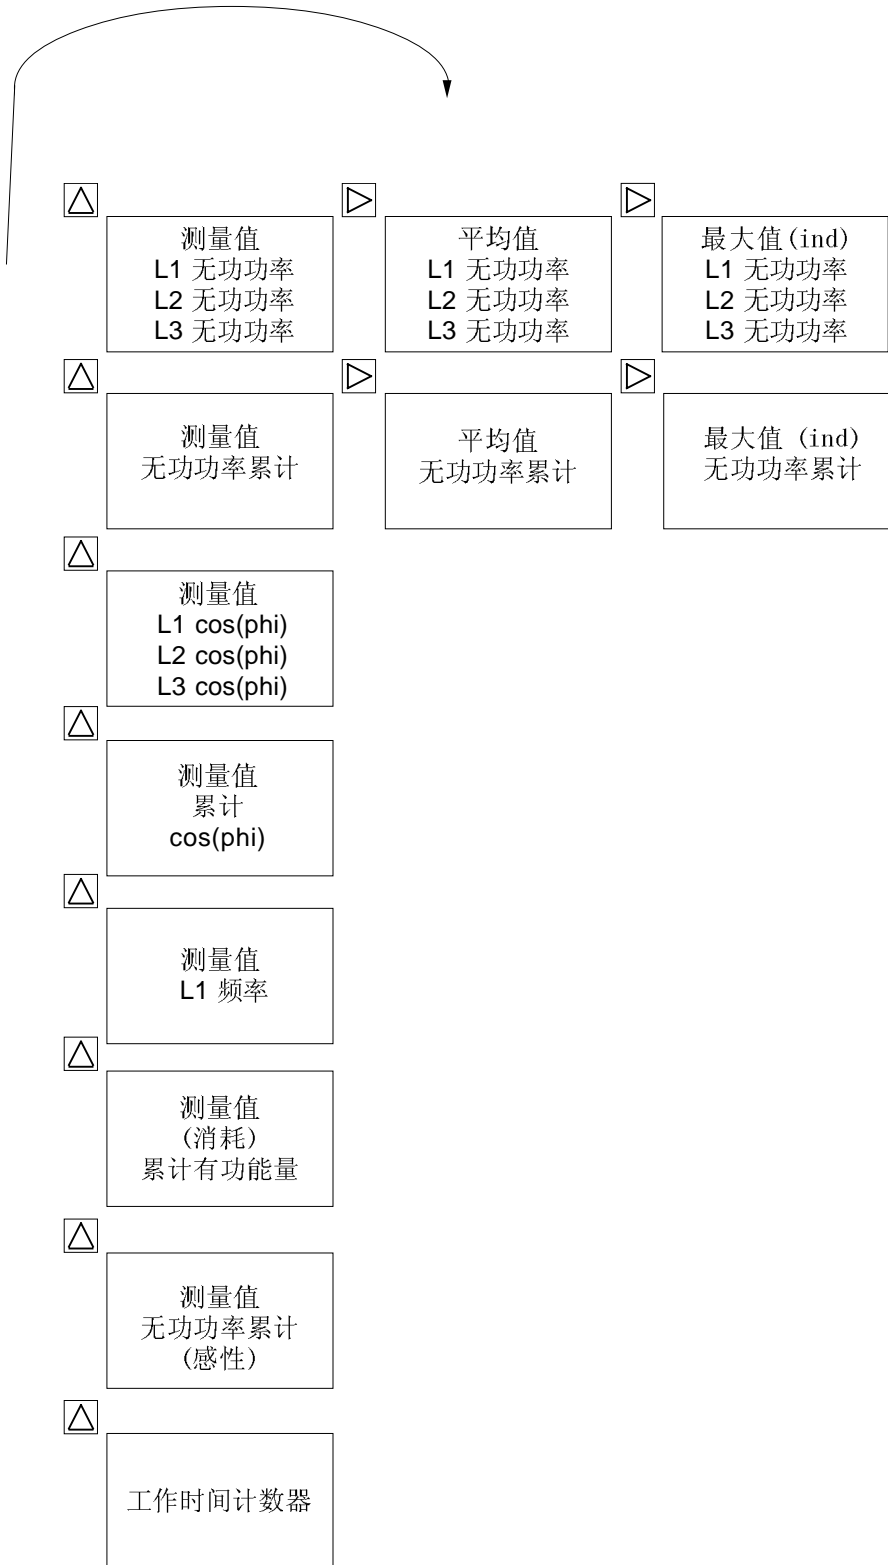 测量值
L1 无功功率
L2 无功功率
L3 无功功率
平均值
L1 无功功率
L2 无功功率
L3 无功功率
最大值(ind)
L1 无功功率
L2 无功功率
L3 无功功率
测量值
无功功率累计
平均值
无功功率累计
最大值 (ind)
无功功率累计
测量值
L1 cos(phi)
L2 cos(phi)
L3 cos(phi)
测量值
累计
cos(phi)
测量值
L1 频率
测量值
(消耗)
累计有功能量
测量值
无功功率累计
(感性)
工作时间计数器